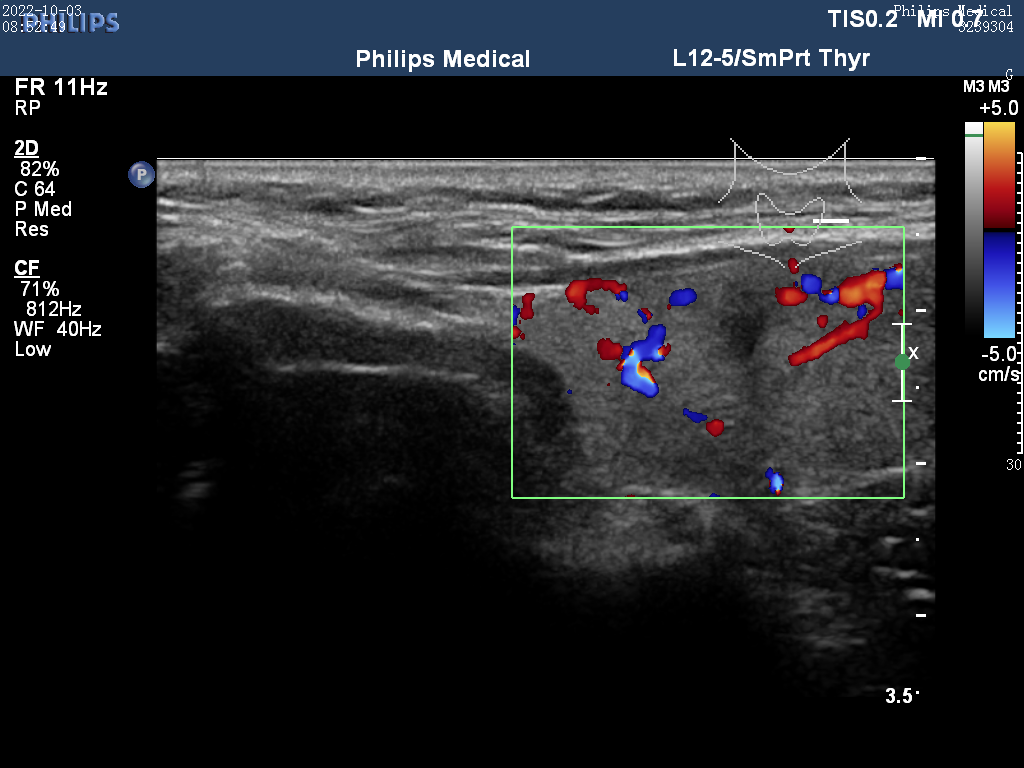 2022-10-03
08:52:49
PHILIPS
TIS0.2 MI 0.7
Philips Medical
3239304
Philips Medical
L12-5/SmPrt Thyr
G
FR 11Hz
RP
M3 M3
+5.0
2D
82%
C 64
P Med
Res
P
CF
71%
812Hz
WF 40Hz
Low
x
-5.0
cm/s
30
3.5